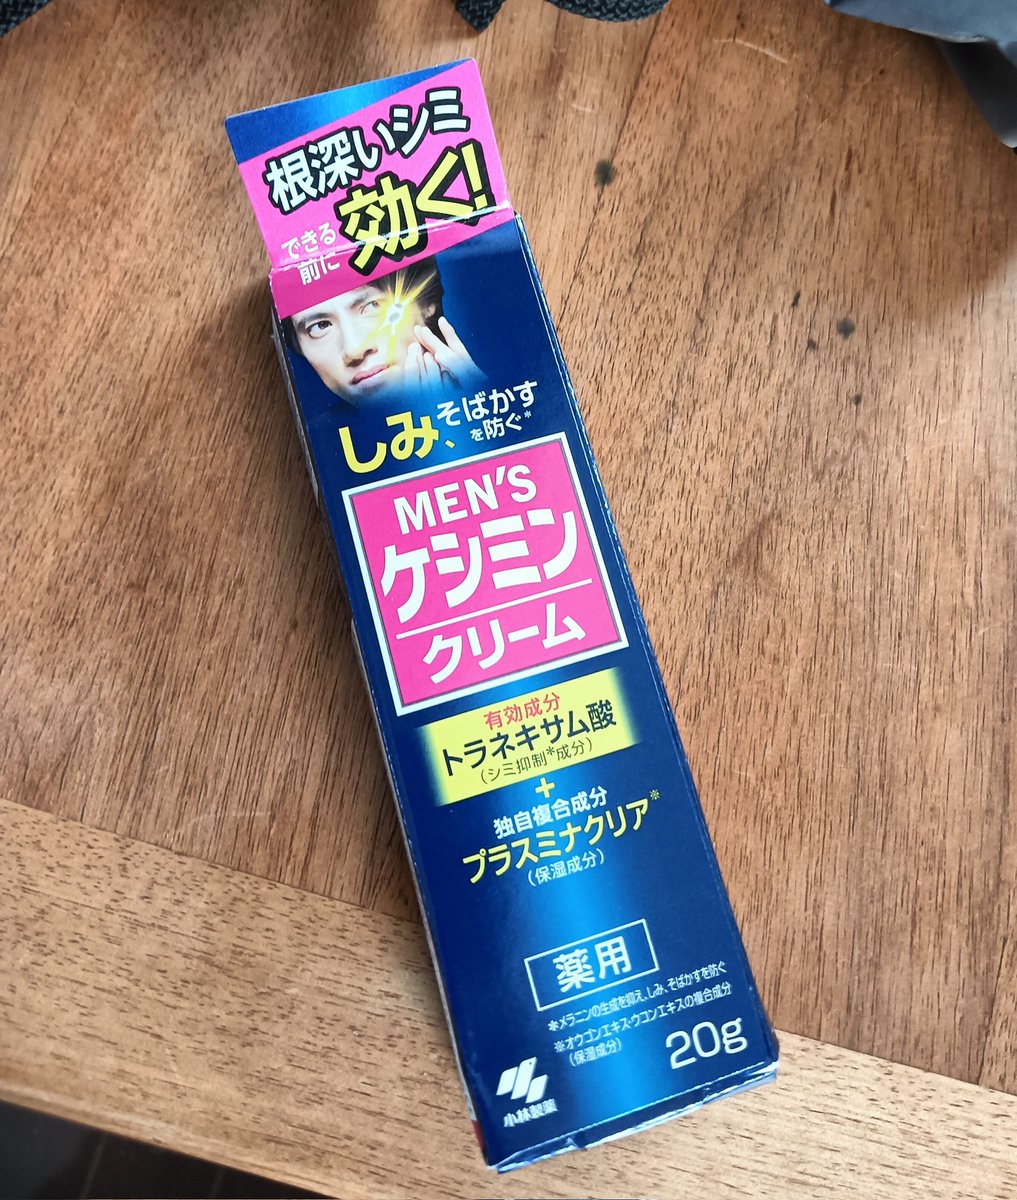 根深いシミ
できる
前に
効く!
しみ、そばかす
を防ぐ*
MEN'S
ケシミン
クリーム
有効成分
トラネキサム酸
(シミ抑制*成分)
+
独自複合成分
プラスミナクリア※
(保湿成分)
薬用
*メラニンの生成を抑え、しみ、そばかすを防ぐ
※オウゴンエキス・ウコンエキスの複合成分
(保湿成分)
20g
小林製薬